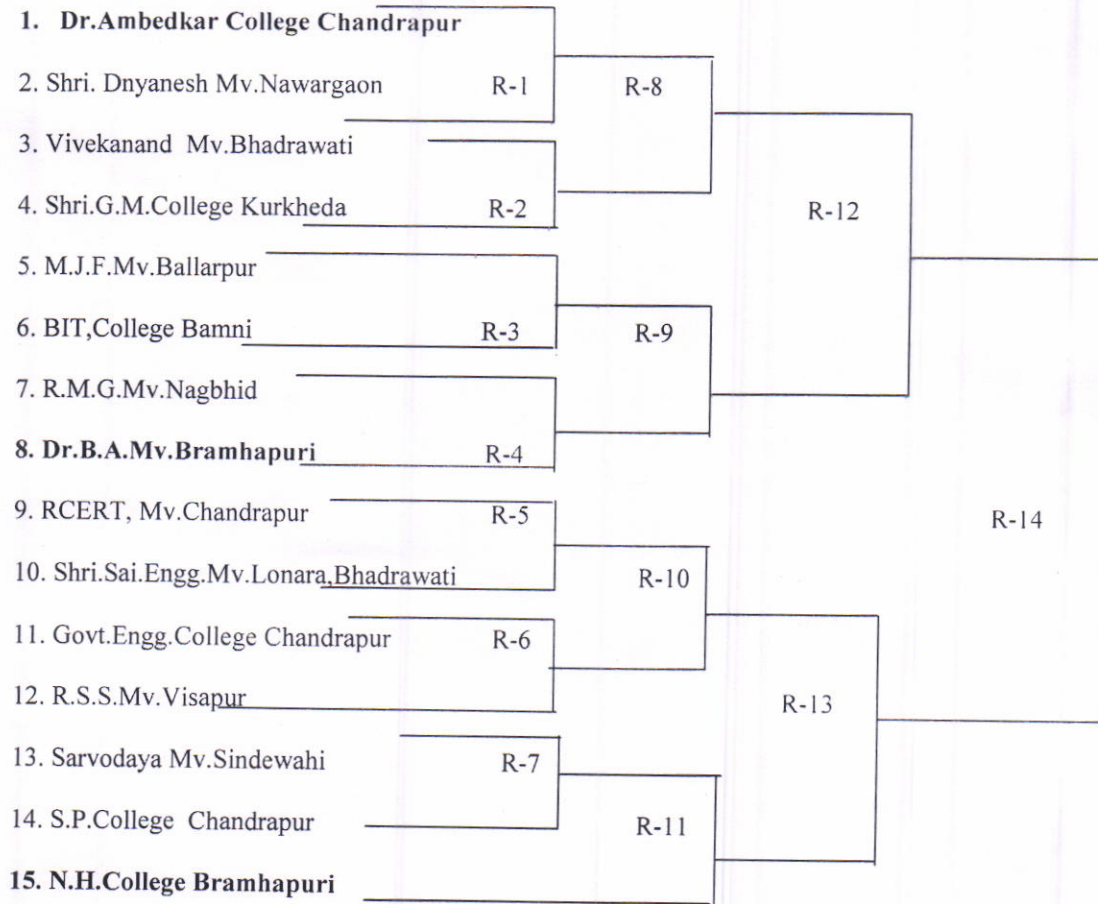 1. Dr.Ambedkar College Chandrapur
2. Shri. Dnyanesh Mv.Nawargaon R-1 R-8
3. Vivekanand Mv.Bhadrawati
4. Shri.G.M.College Kurkheda R-2 R-12
5. M.J.F.Mv.Ballarpur
6. BIT,College Bamni R-3 R-9
7. R.M.G.Mv.Nagbhid
8. Dr.B.A.Mv.Bramhapuri R-4
9. RCERT, Mv.Chandrapur R-5 R-14
10. Shri.Sai.Engg.Mv.Lonara,Bhadrawati R-10
11. Govt.Engg.College Chandrapur R-6
12. R.S.S.Mv.Visapur R-13
13. Sarvodaya Mv.Sindewahi R-7
14. S.P.College Chandrapur R-11
15. N.H.College Bramhapuri